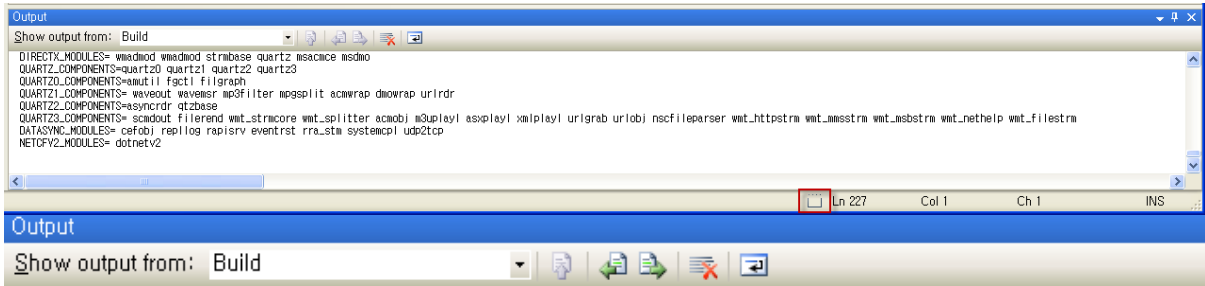 Output
Show output from: Build
DIRECTX_MODULES= wmadmod wmadmod strmbase quartz msacmce msdmo
QUARTZ_COMPONENTS=quartz0 quartz1 quartz2 quartz3
QUARTZ0_COMPONENTS=amutil fgctl filgraph
QUARTZ1_COMPONENTS= waveout wavemsr mp3filter mpgsplit acmwrap dmowrap urlrdr
QUARTZ2_COMPONENTS=asyncrdr qtzbase
QUARTZ3_COMPONENTS= scmdout filerend wmt_strmcore wmt_splitter acmobj m3uplayl asxplayl xmlplayl urlgrab urlobj nscfileparser wmt_httpstrm wmt_mmsstrm wmt_msbstrm wmt_nethelp wmt_filestrm
DATASYNC_MODULES= cefobj repllog rapisrv eventrst rra_stm systemcpl udp2tcp
NETCFV2_MODULES= dotnetv2
Ln 227 Col 1 Ch 1 INS
Output
Show output from: Build